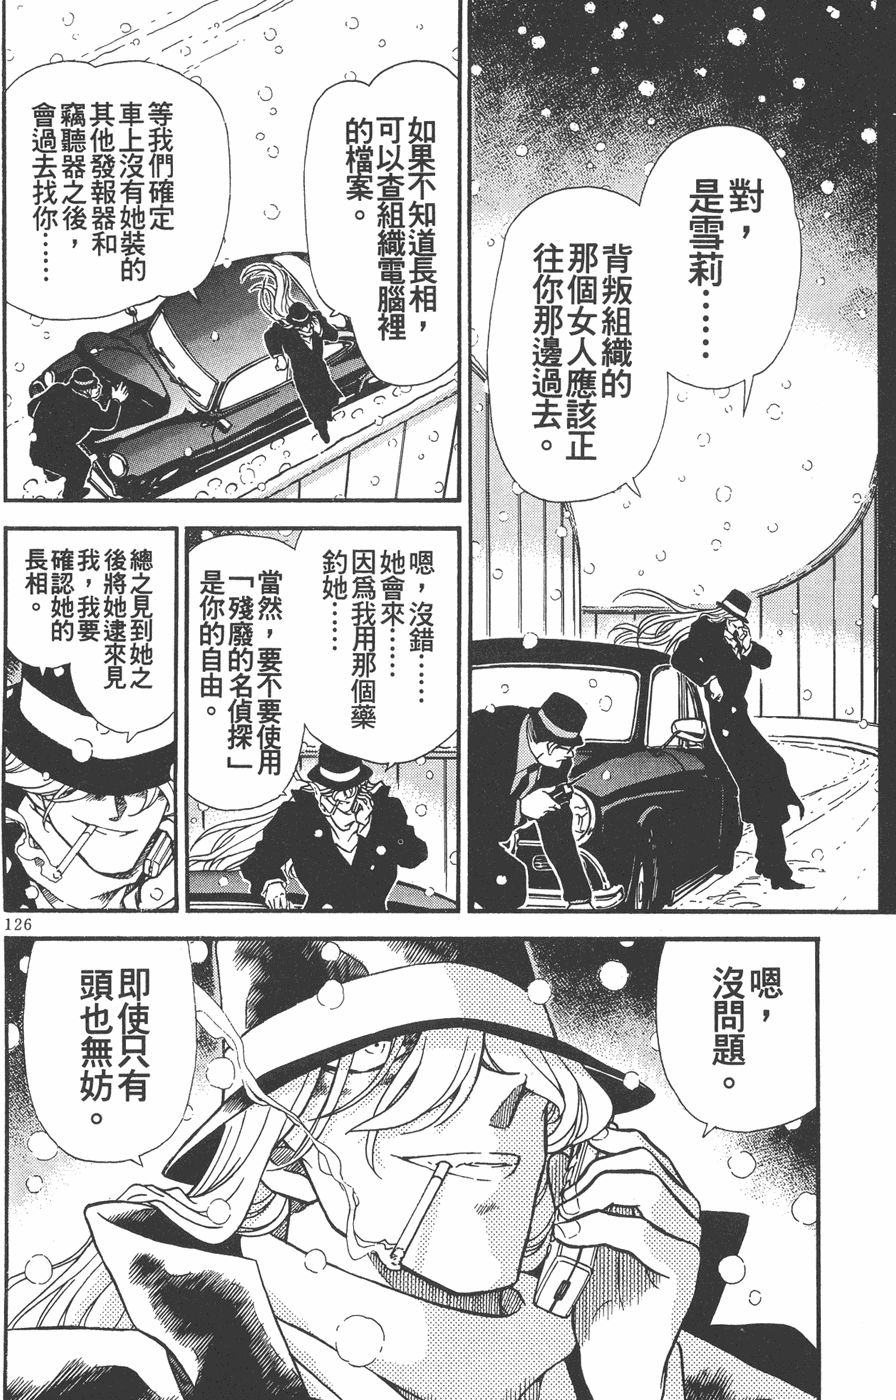 對，
是雪莉……
背叛組織的
那個女人應該正
往你那邊過去。
如果不知道長相，
可以查組織電腦裡
的檔案。
等我們確定
車上沒有她裝的
其他發報器和
竊聽器之後，
會過去找你……
嗯，沒錯……
她會來……
因為我用那個藥
釣她……
當然，要不要使用
「殘廢的名偵探」
是你的自由。
總之見到她之
後將她逮來見
我，我要
確認她的
長相。
126
嗯，
沒問題。
即使只有
頭也無妨。